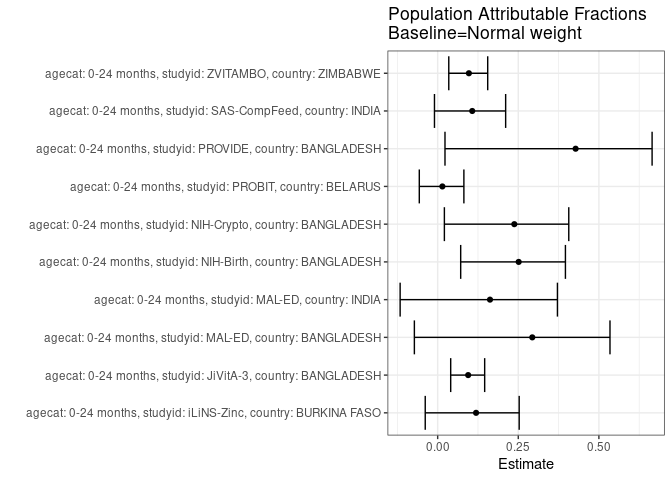 Population Attributable Fractions
Baseline=Normal weight
agecat: 0-24 months, studyid: ZVITAMBO, country: ZIMBABWE
agecat: 0-24 months, studyid: SAS-CompFeed, country: INDIA
agecat: 0-24 months, studyid: PROVIDE, country: BANGLADESH
agecat: 0-24 months, studyid: PROBIT, country: BELARUS
agecat: 0-24 months, studyid: NIH-Crypto, country: BANGLADESH
agecat: 0-24 months, studyid: NIH-Birth, country: BANGLADESH
agecat: 0-24 months, studyid: MAL-ED, country: INDIA
agecat: 0-24 months, studyid: MAL-ED, country: BANGLADESH
agecat: 0-24 months, studyid: JiVitA-3, country: BANGLADESH
agecat: 0-24 months, studyid: iLiNS-Zinc, country: BURKINA FASO
0.00 0.25 0.50
Estimate